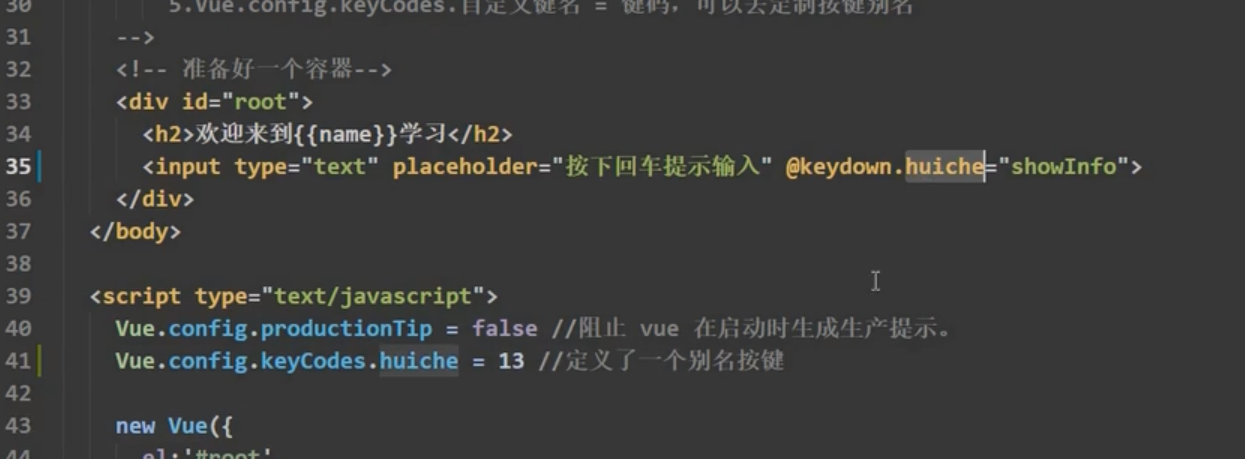 30 5.Vue.config.keyCodes.自定义键名 = 键码，可以去定制按键别名
31 -->
32 <!-- 准备好一个容器-->
33 <div id="root">
34 <h2>欢迎来到{{name}}学习</h2>
35 <input type="text" placeholder="按下回车提示输入" @keydown.huiche="showInfo">
36 </div>
37 </body>
38
39 <script type="text/javascript">
40 Vue.config.productionTip = false //阻止 vue 在启动时生成生产提示。
41 Vue.config.keyCodes.huiche = 13 //定义了一个别名按键
42
43 new Vue({
44 el:'#root'